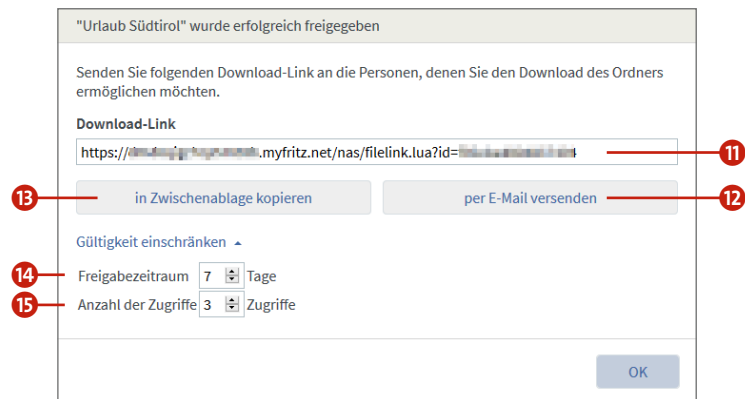 "Urlaub Südtirol" wurde erfolgreich freigegeben
Senden Sie folgenden Download-Link an die Personen, denen Sie den Download des Ordners
ermöglichen möchten.
Download-Link
https:// .myfritz.net/nas/filelink.lua?id= 4
11
13
in Zwischenablage kopieren
per E-Mail versenden
12
Gültigkeit einschränken
14
Freigabezeitraum 7 Tage
15
Anzahl der Zugriffe 3 Zugriffe
OK